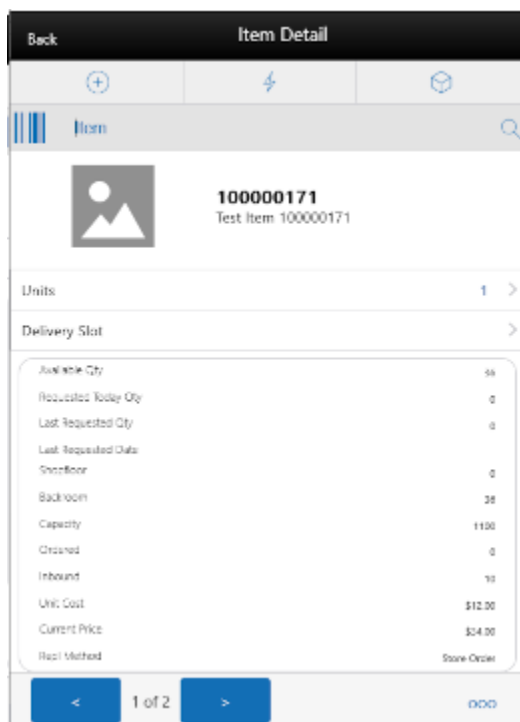 Back Item Detail
Item
100000171
Test Item 100000171
Units 1 >
Delivery Slot >
Available Qty 36
Requested Today Qty 0
Last Requested Qty 0
Last Requested Date
Shopfloor 0
Backroom 36
Capacity 1100
Ordered 0
Inbound 10
Unit Cost $12.00
Current Price $34.00
Repl Method Store Order
< 1 of 2 >